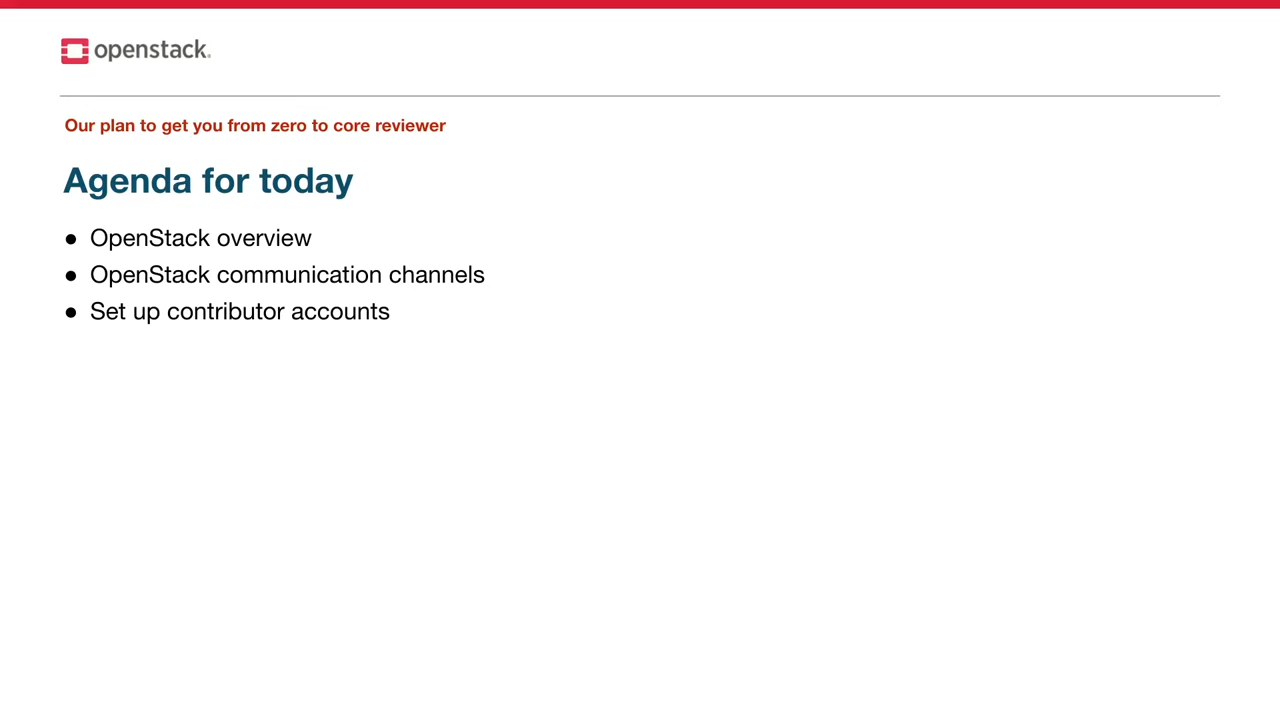 openstack.
Our plan to get you from zero to core reviewer
Agenda for today
● OpenStack overview
● OpenStack communication channels
● Set up contributor accounts